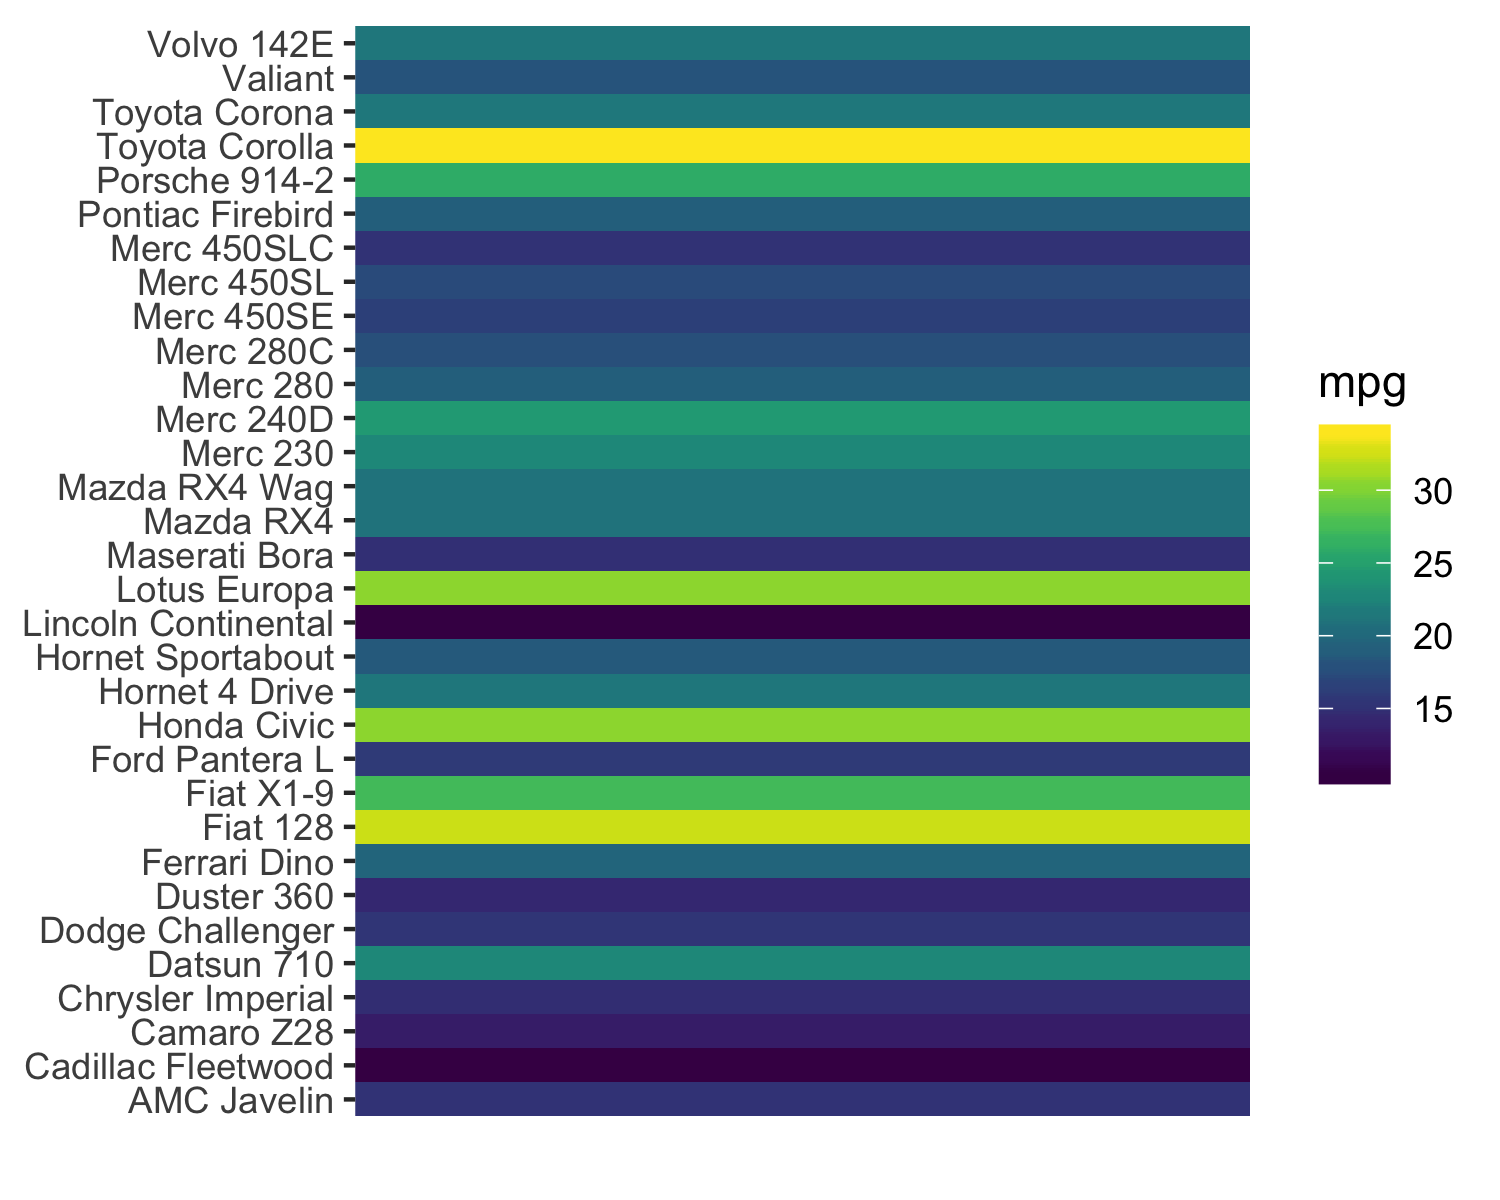 Volvo 142E
Valiant
Toyota Corona
Toyota Corolla
Porsche 914-2
Pontiac Firebird
Merc 450SLC
Merc 450SL
Merc 450SE
Merc 280C
Merc 280
Merc 240D
Merc 230
Mazda RX4 Wag
Mazda RX4
Maserati Bora
Lotus Europa
Lincoln Continental
Hornet Sportabout
Hornet 4 Drive
Honda Civic
Ford Pantera L
Fiat X1-9
Fiat 128
Ferrari Dino
Duster 360
Dodge Challenger
Datsun 710
Chrysler Imperial
Camaro Z28
Cadillac Fleetwood
AMC Javelin
mpg
30
25
20
15